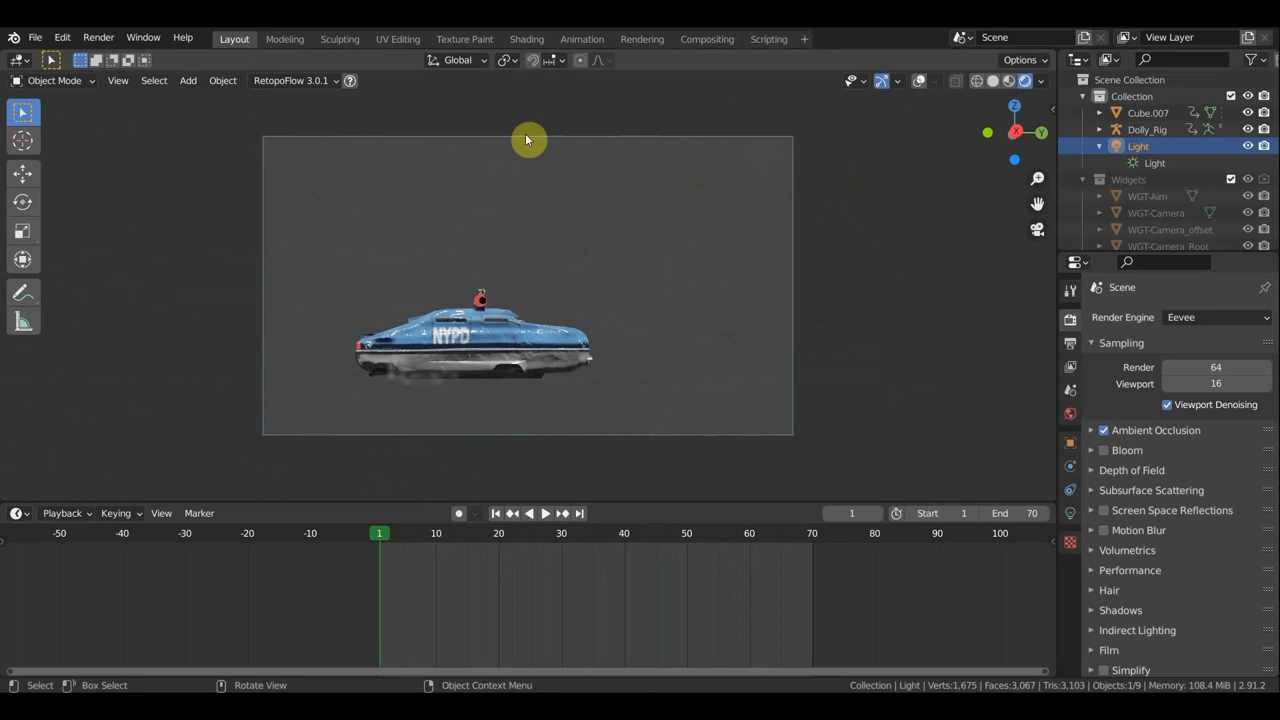 File Edit Render Window Help Layout Modeling Sculpting UV Editing Texture Paint Shading Animation Rendering Compositing Scripting + Scene View Layer
Global Options
Object Mode View Select Add Object RetopoFlow 3.0.1
Scene Collection
Collection
Cube.007
Dolly_Rig
Light
Light
Widgets
WGT-Aim
WGT-Camera
WGT-Camera_offset
WGT-Camera_Root
Z
X
Y
NYPD
Scene
Render Engine Eevee
Sampling
Render 64
Viewport 16
Viewport Denoising
Ambient Occlusion
Bloom
Depth of Field
Subsurface Scattering
Screen Space Reflections
Motion Blur
Volumetrics
Performance
Hair
Shadows
Indirect Lighting
Film
Simplify
Playback Keying View Marker 1 Start 1 End 70
-50 -40 -30 -20 -10 1 10 20 30 40 50 60 70 80 90 100
Select Box Select Rotate View Object Context Menu Collection | Light | Verts:1,675 | Faces:3,067 | Tris:3,103 | Objects:1/9 | Memory: 108.4 MiB | 2.91.2